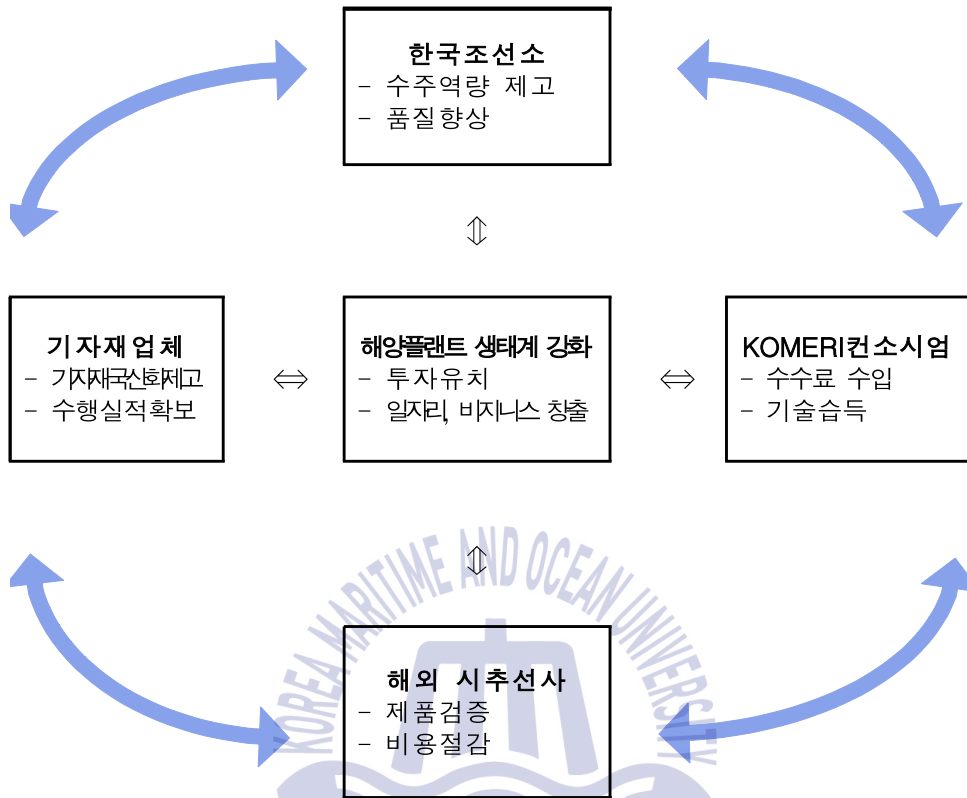 한국조선소
- 수주역량 제고
- 품질향상
기자재업체
- 기자재국산화제고
- 수행실적확보
해양플랜트 생태계 강화
- 투자유치
- 일자리, 비지니스 창출
KOMERI컨소시엄
- 수수료 수입
- 기술습득
KOREA MARITIME AND OCEAN UNIVERSITY
해외 시추선사
- 제품검증
- 비용절감